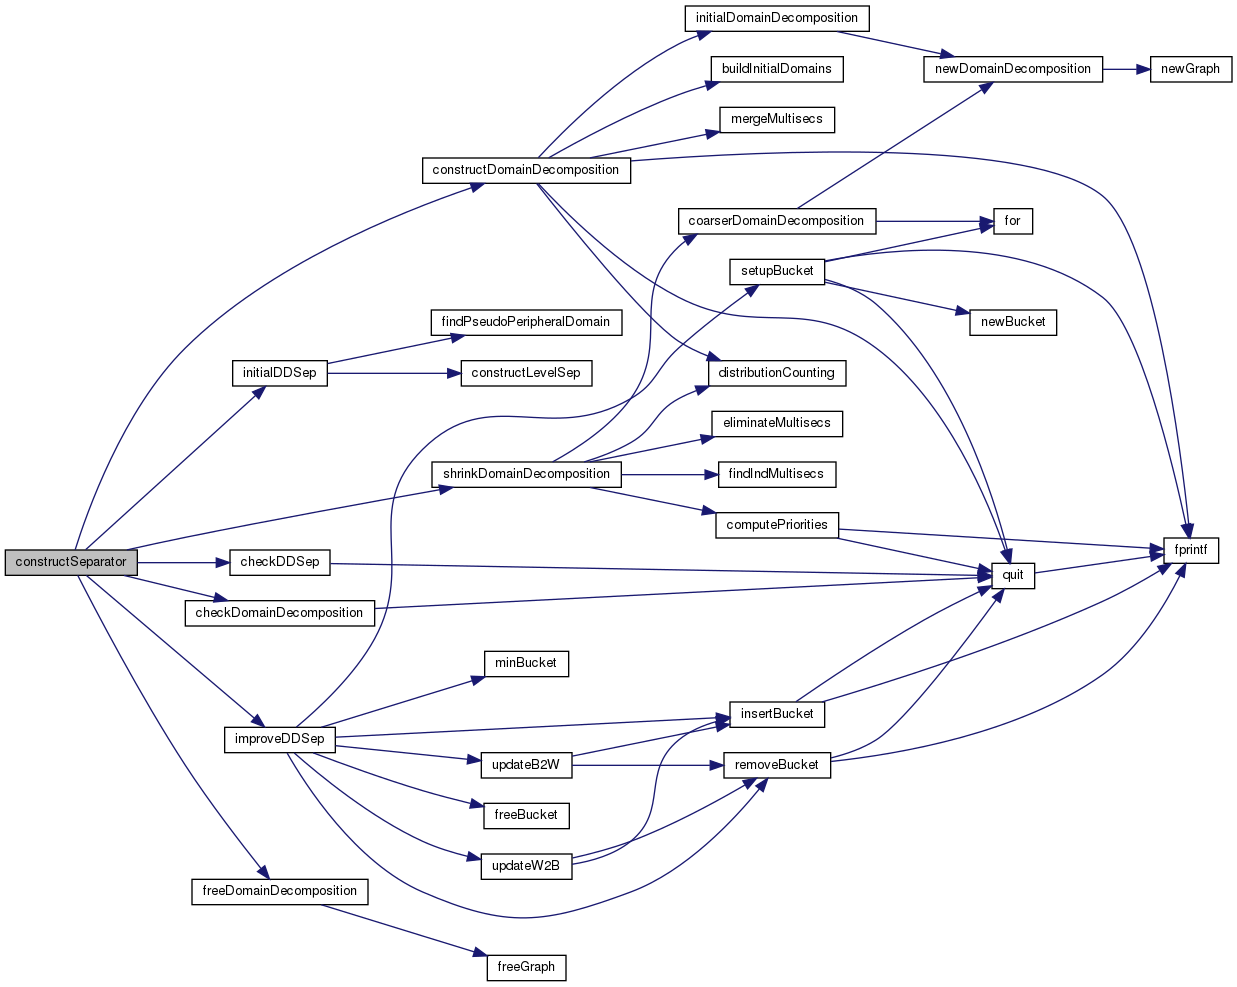 initialDomainDecomposition
buildInitialDomains
newDomainDecomposition
newGraph
mergeMultisecs
constructDomainDecomposition
coarserDomainDecomposition
for
setupBucket
findPseudoPeripheralDomain
newBucket
initialDDSep
constructLevelSep
distributionCounting
eliminateMultisecs
shrinkDomainDecomposition
findIndMultisecs
computePriorities
fprintf
constructSeparator
checkDDSep
quit
checkDomainDecomposition
minBucket
insertBucket
improveDDSep
updateB2W
removeBucket
freeBucket
updateW2B
freeDomainDecomposition
freeGraph